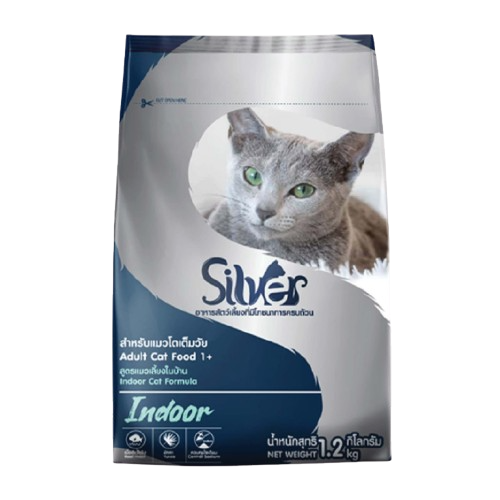 Silver
อาหารสัตว์เลี้ยงที่มีโภชนาการครบถ้วน
สำหรับแมวโตเต็มวัย
Adult Cat Food 1+
สูตรแมวเลี้ยงในบ้าน
Indoor Cat Formula
Indoor
น้ำหนักสุทธิ 1.2 กิโลกรัม
NET WEIGHT kg